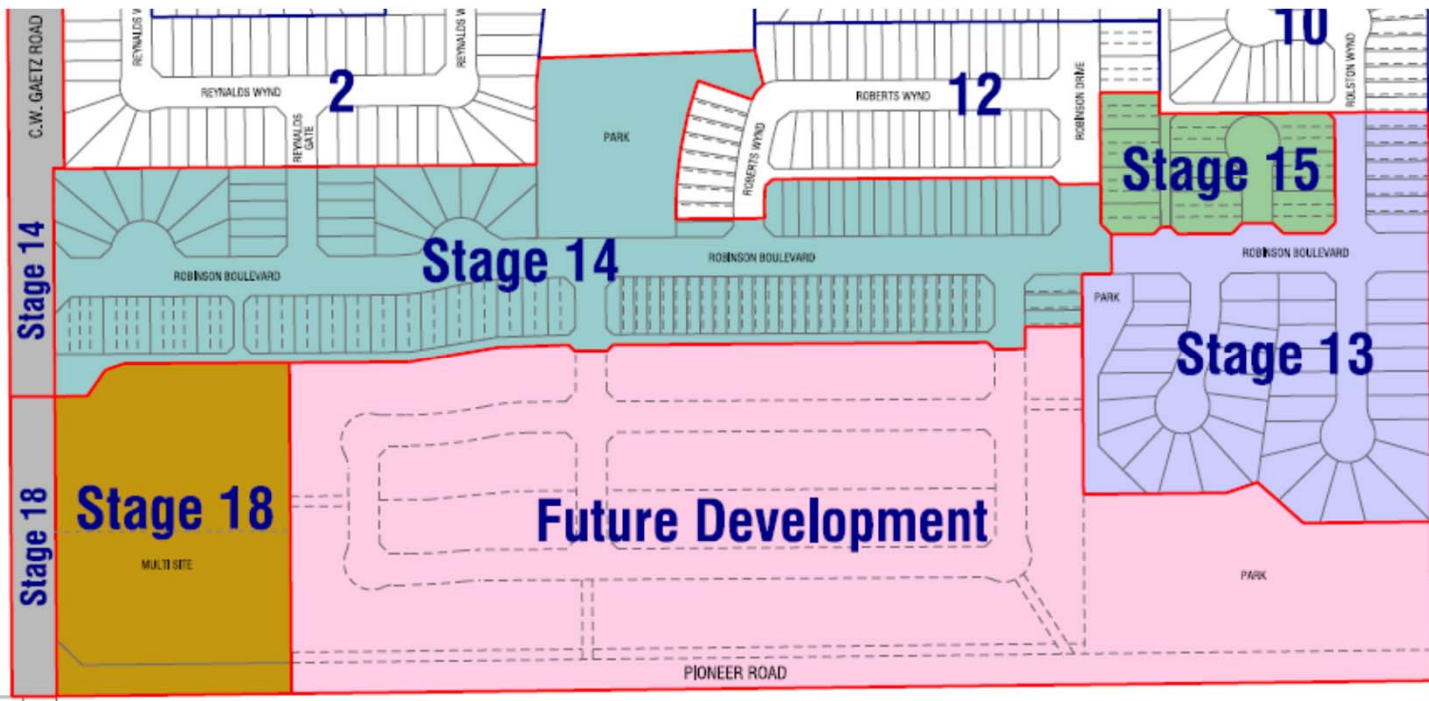 C.W. GAETZ ROAD
REYNALDS W
REYNALDS W
REYNALDS WYND
2
REYNALDS
GATE
PARK
ROBERTS WYND
12
ROBERTS WYND
ROBINSON DRIVE
10
ROLSTON WYND
Stage 15
Stage 14
Stage 14
ROBINSON BOULEVARD
ROBINSON BOULEVARD
ROBINSON BOULEVARD
PARK
Stage 13
Stage 18
Stage 18
MULTI SITE
Future Development
PARK
PIONEER ROAD